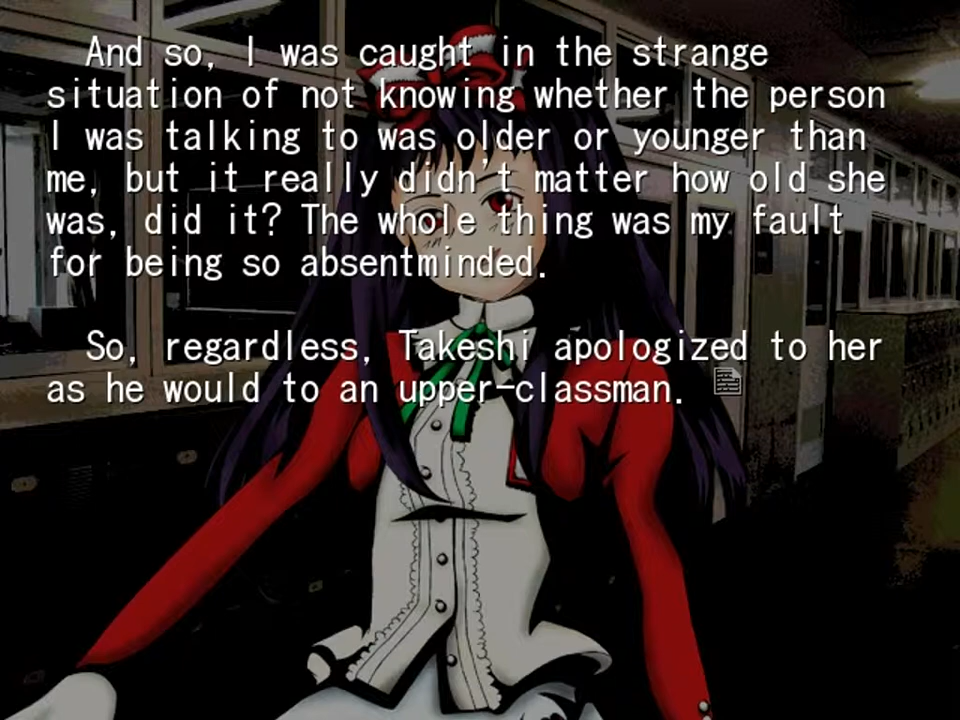 And so, I was caught in the strange
situation of not knowing whether the person
I was talking to was older or younger than
me, but it really didn't matter how old she
was, did it? The whole thing was my fault
for being so absentminded.
So, regardless, Takeshi apologized to her
as he would to an upper-classman.